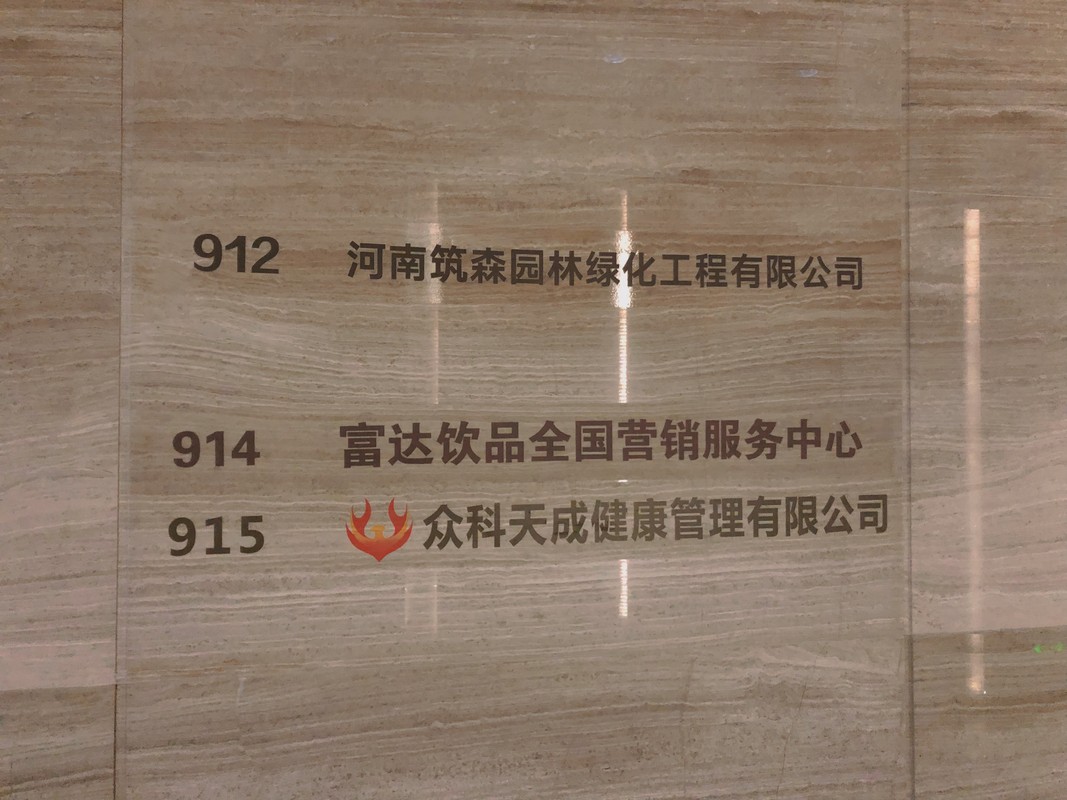 912 河南筑森园林绿化工程有限公司
914 富达饮品全国营销服务中心
915 众科天成健康管理有限公司